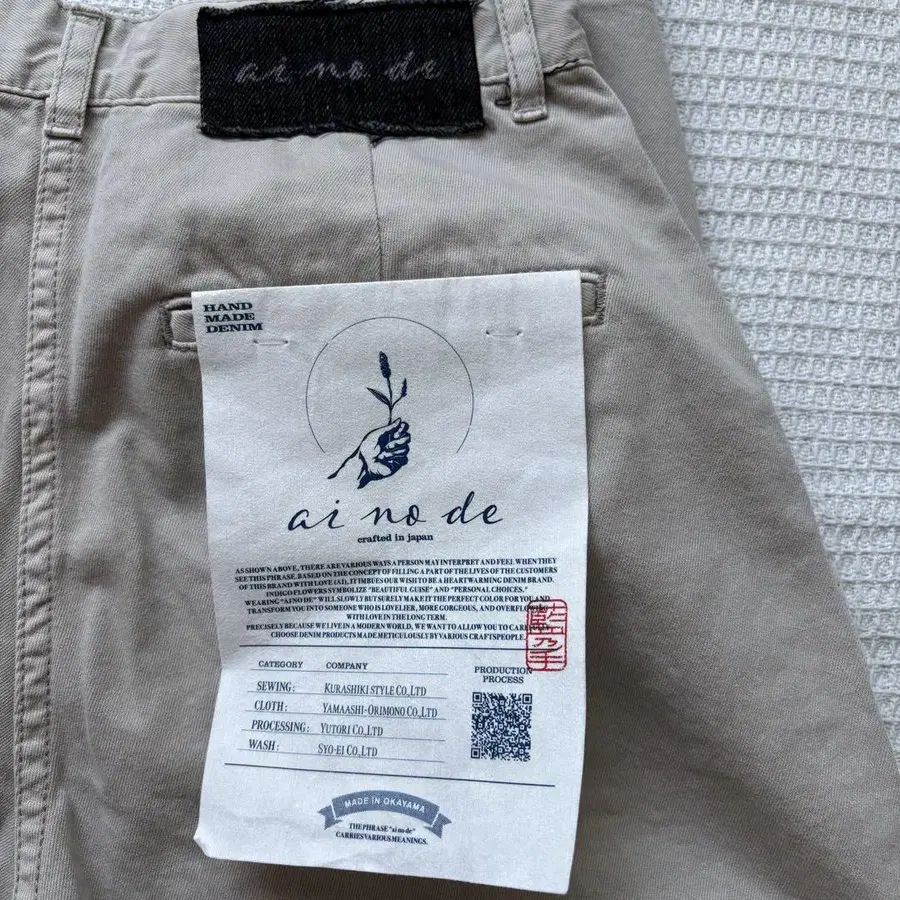 ai no de
HAND
MADE
DENIM
ai no de
crafted in japan
AS SHOWN ABOVE, THERE ARE VARIOUS WAYS A PERSON MAY INTERPRET AND FEEL WHEN THEY
SEE THIS PHRASE. BASED ON THE CONCEPT OF FILLING A PART OF THE LIVES OF THE CUSTOMERS
OF THIS BRAND WITH LOVE (AI), IT IMBUES OUR WISH TO BE A HEARTWARMING DENIM BRAND.
INDIGO FLOWERS SYMBOLIZE "BEAUTIFUL GUISE" AND "PERSONAL CHOICES."
WEARING "AI NO DE" WILL SLOWLY BUT SURELY MAKE IT THE PERFECT COLOR FOR YOU AND
TRANSFORM YOU INTO SOMEONE WHO IS LOVELIER, MORE GORGEOUS, AND OVERFLOWING
WITH LOVE IN THE LONG TERM.
PRECISELY BECAUSE WE LIVE IN A MODERN WORLD, WE WANT TO ALLOW YOU TO
CHOOSE DENIM PRODUCTS MADE METICULOUSLY BY VARIOUS CRAFTSPEOPLE.
藍乃手
CATEGORY COMPANY
SEWING: KURASHIKI STYLE CO.,LTD
CLOTH: YAMAASHI-ORIMONO CO.,LTD
PROCESSING: YUTORI CO.,LTD
WASH: SYO-EI CO.,LTD
PRODUCTION
PROCESS
MADE IN OKAYAMA
THE PHRASE "ai no de"
CARRIES VARIOUS MEANINGS.